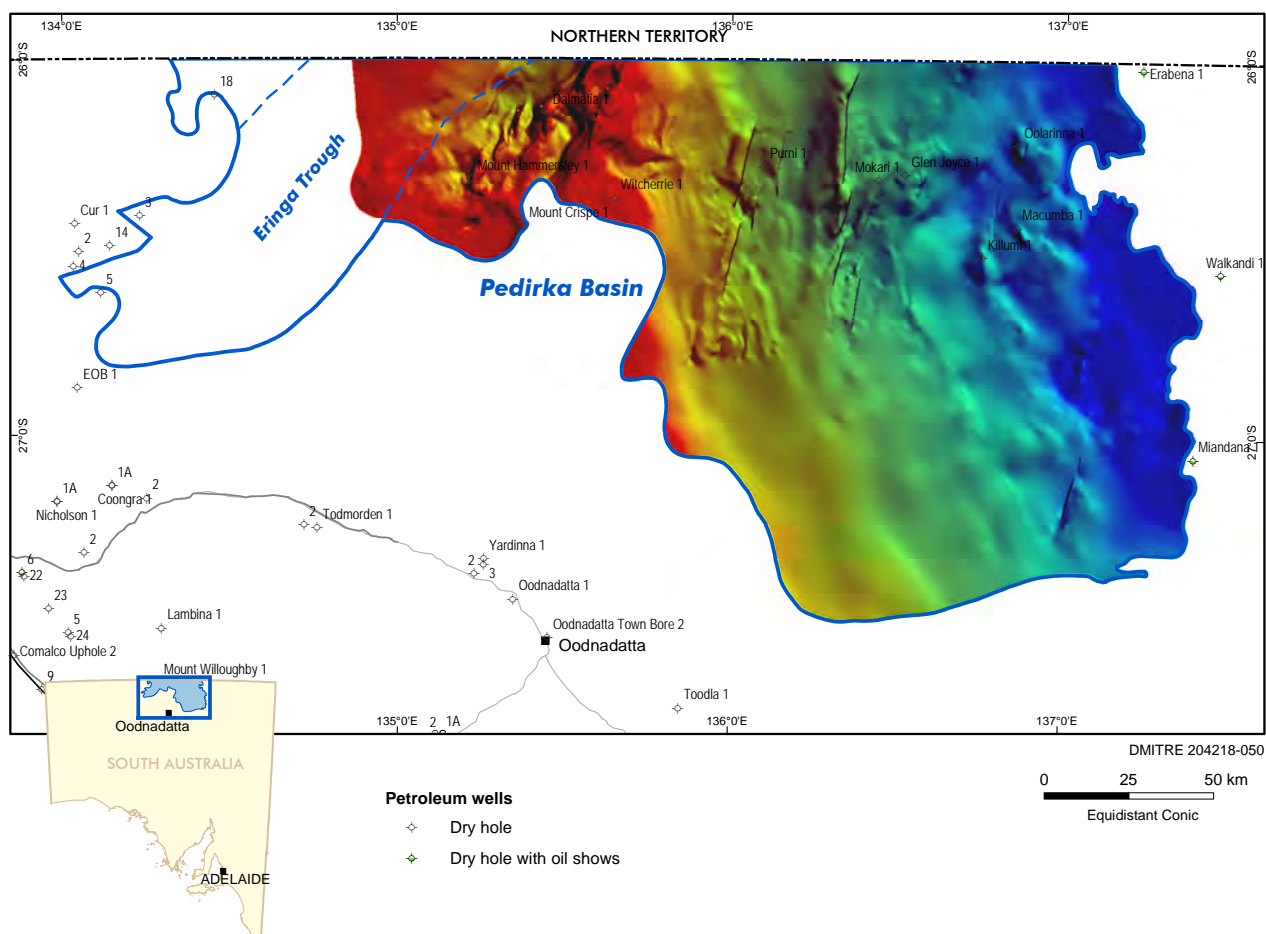 134°0'E
135°0'E
136°0'E
137°0'E
NORTHERN TERRITORY
26°0'S
26°0'S
18
Erabena 1
Dalmatia 1
Oolarinna 1
Purni 1
Mount Hammersley 1
Mokari 1
Glen Joyce 1
Witcherrie 1
Eringa Trough
Cur 1
3
Mount Crispe 1
Macumba 1
2
14
Killumi 1
4
Walkandi 1
5
Pedirka Basin
EOB 1
27°0'S
27°0'S
Miandana 1
1A
1A
2
Coongra 1
Nicholson 1
2
Todmorden 1
2
Yardinna 1
6
2
3
22
Oodnadatta 1
23
Lambina 1
5
24
Oodnadatta Town Bore 2
Oodnadatta
Comalco Uphole 2
Mount Willoughby 1
9
Toodla 1
2
1A
135°0'E
136°0'E
137°0'E
Oodnadatta
DMITRE 204218-050
SOUTH AUSTRALIA
0 25 50 km
Equidistant Conic
Petroleum wells
Dry hole
Dry hole with oil shows
ADELAIDE